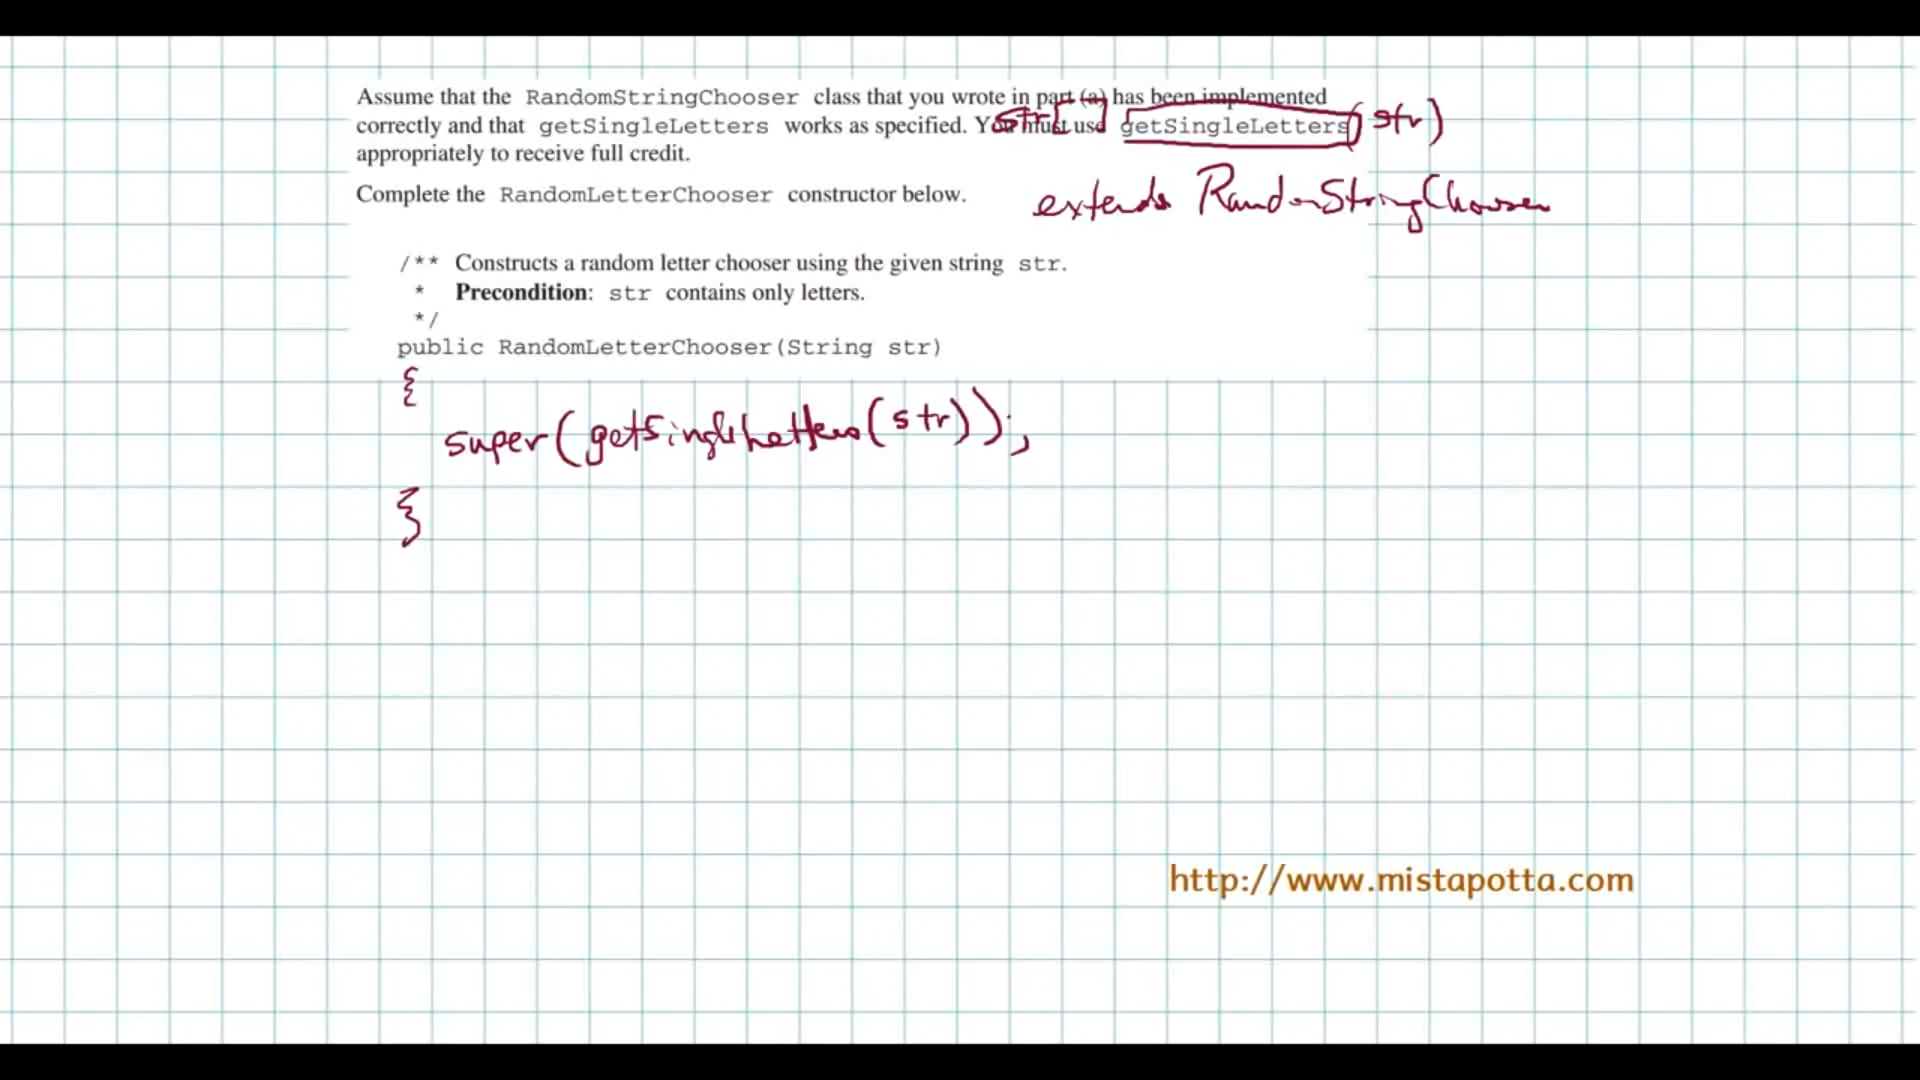 Assume that the RandomStringChooser class that you wrote in part (a) has been implemented
correctly and that getSingleLetters works as specified. You must use getSingleLetters
str[ ] (str)
appropriately to receive full credit.
Complete the RandomLetterChooser constructor below.
extends RandomStringChooser
/** Constructs a random letter chooser using the given string str.
* Precondition: str contains only letters.
*/
public RandomLetterChooser(String str)
{
super(getSingleLetters(str));
}
http://www.mistapotta.com